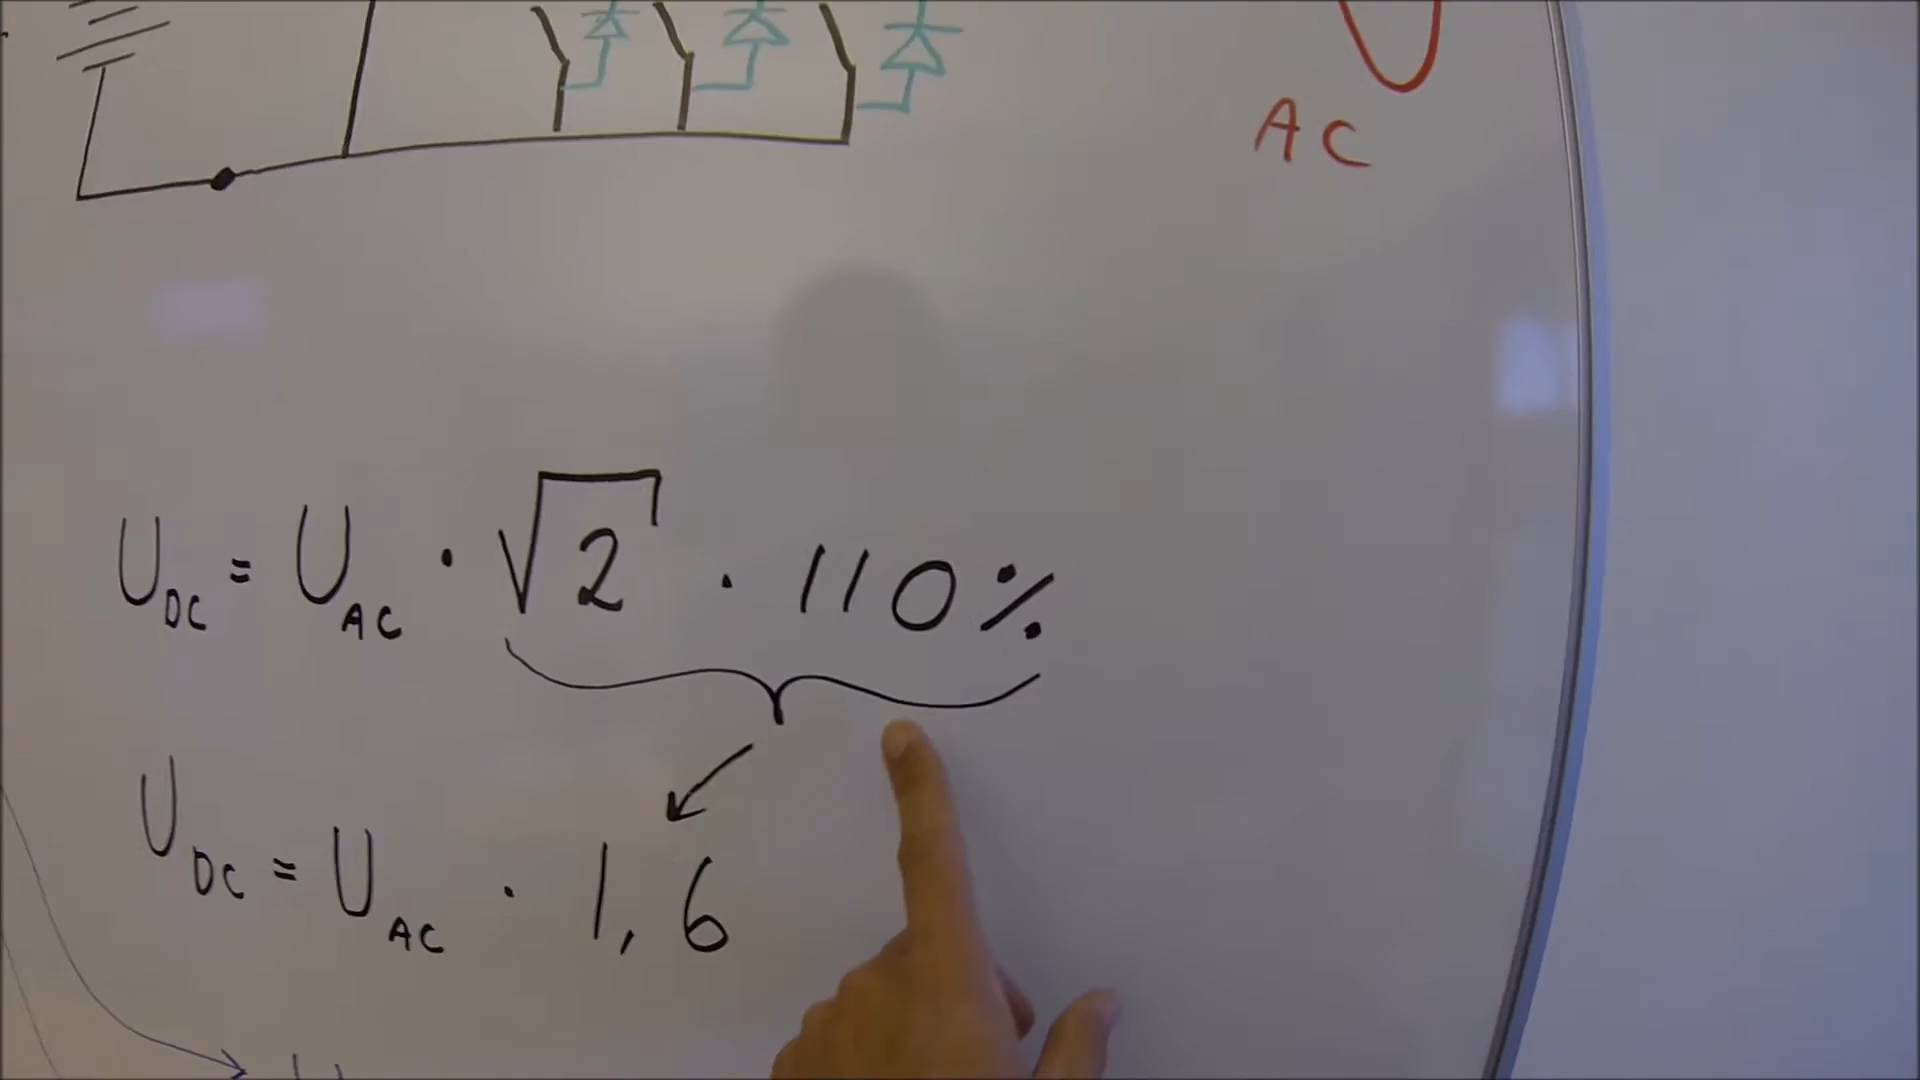 AC
U_DC = U_AC · √2 · 110%
U_DC = U_AC · 1,6